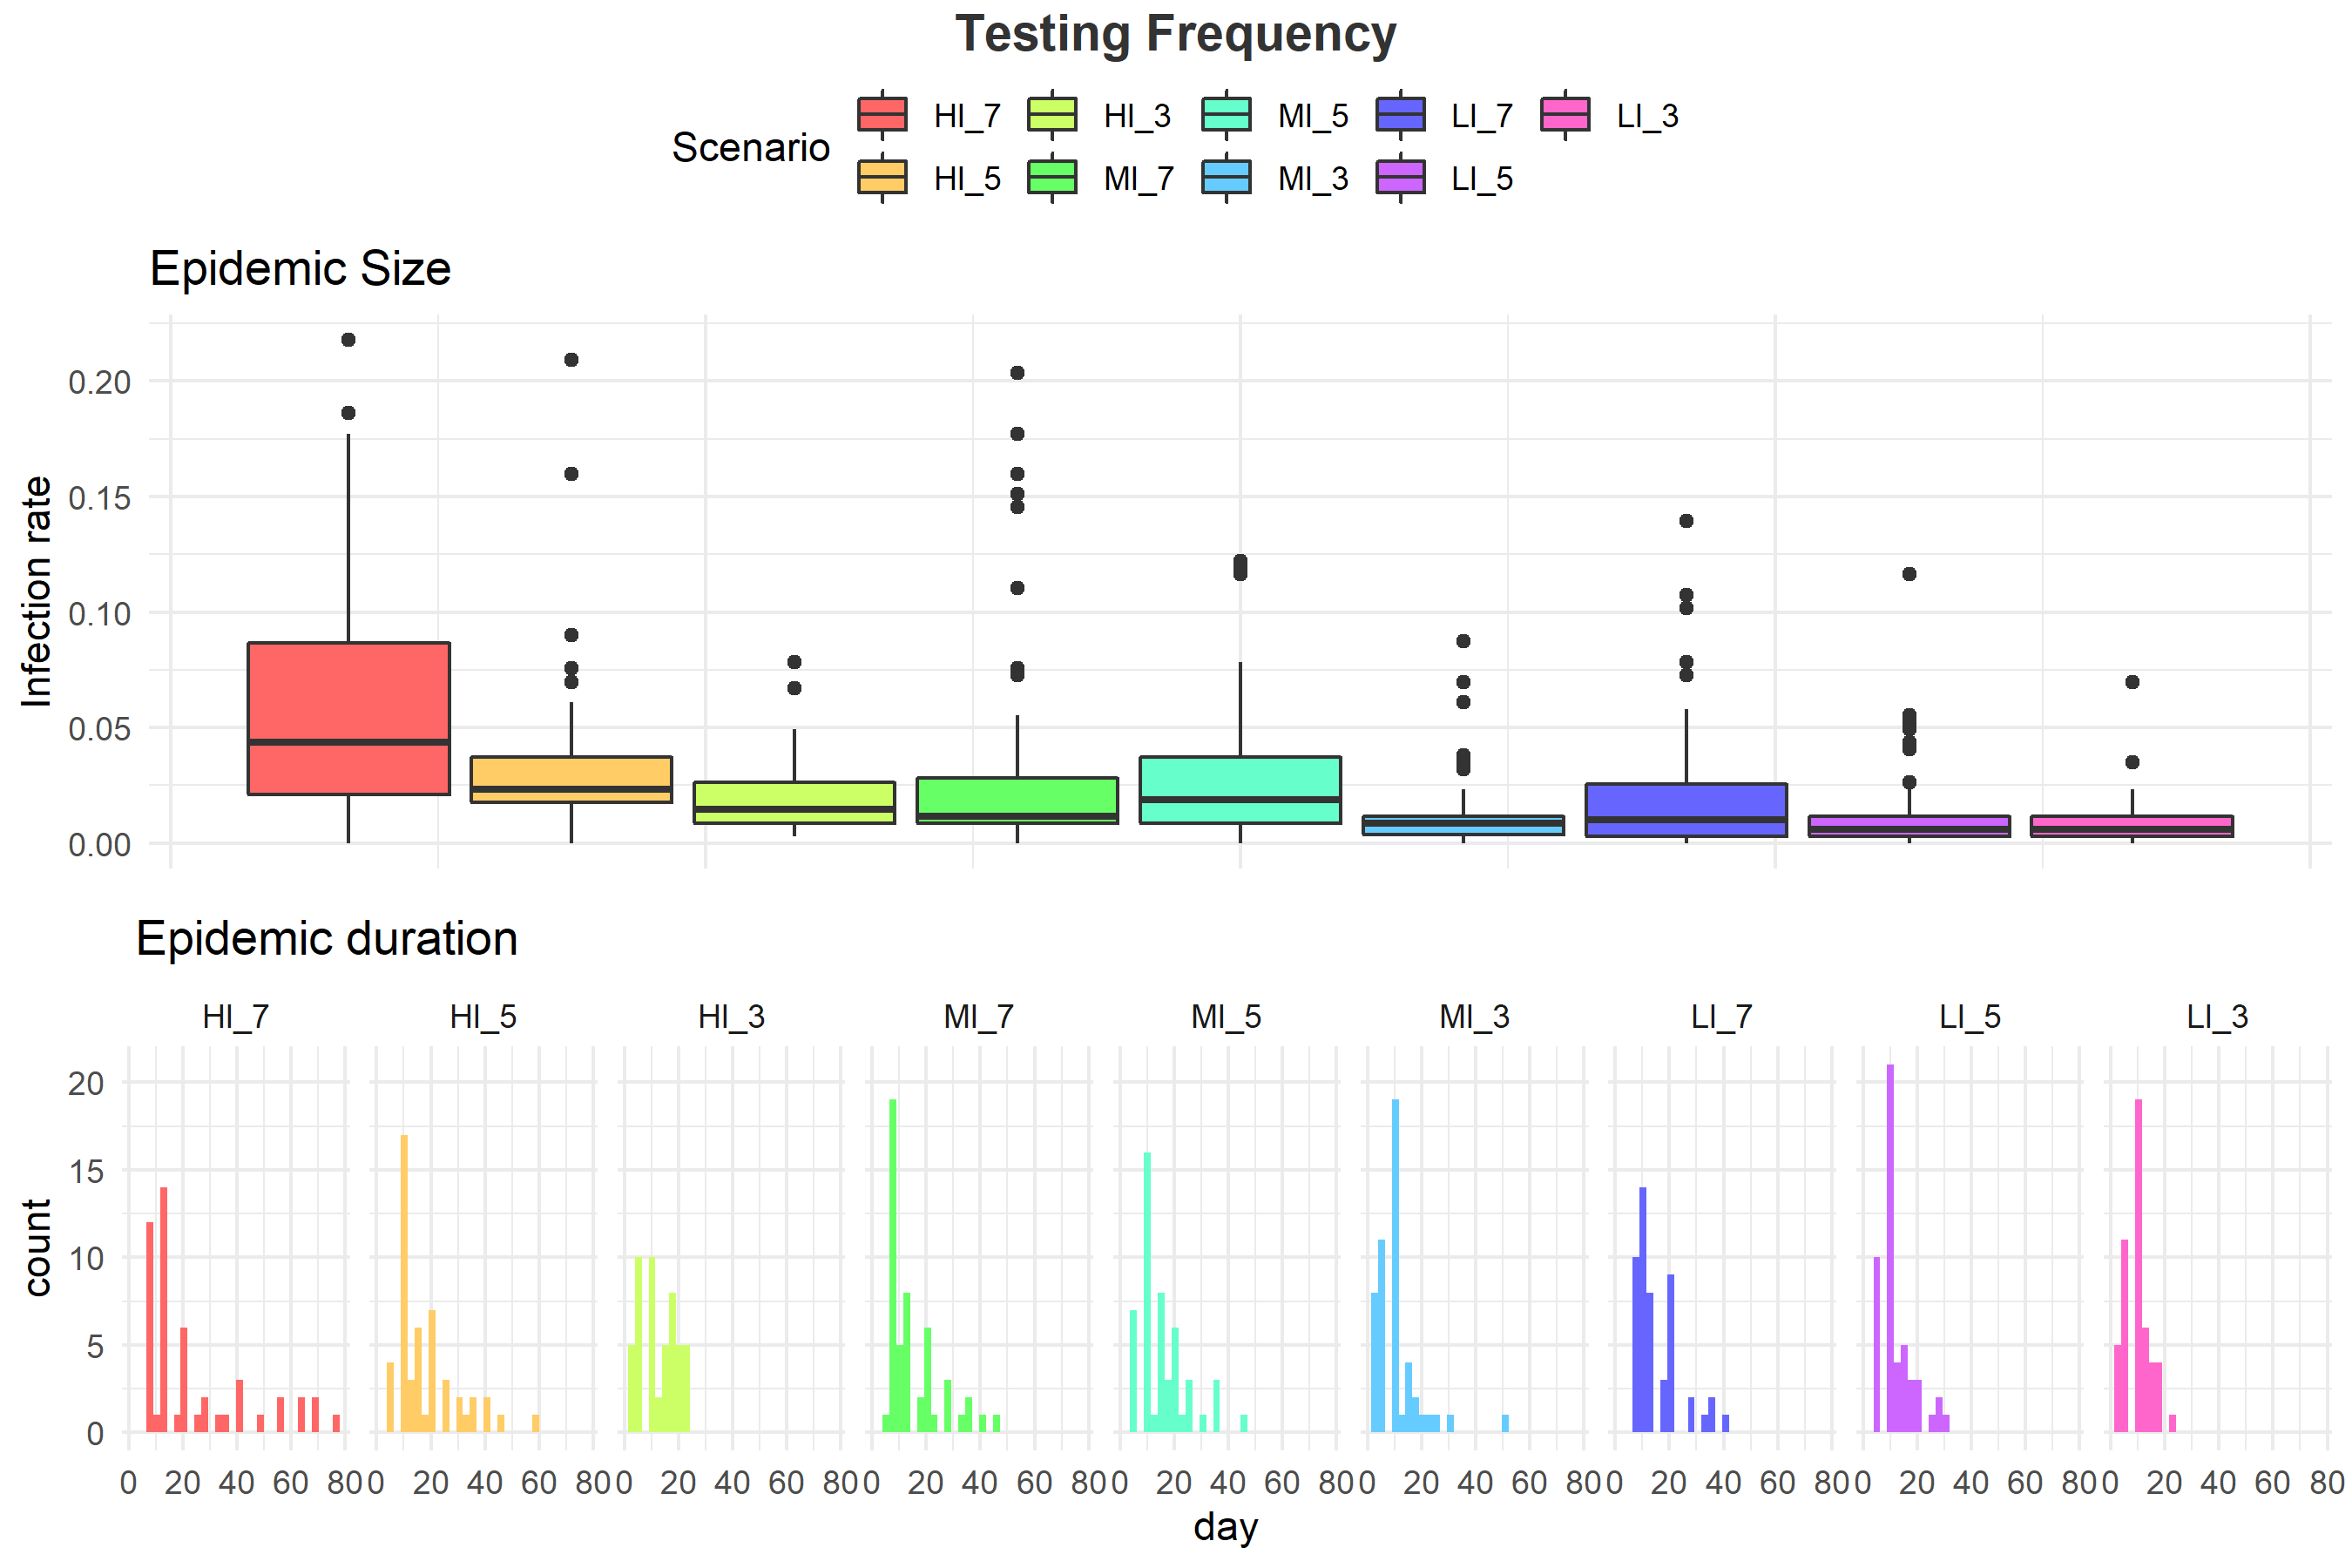 Testing Frequency
Scenario
HI_7 HI_3 MI_5 LI_7 LI_3
HI_5 MI_7 MI_3 LI_5
Epidemic Size
Infection rate
0.20
0.15
0.10
0.05
0.00
Epidemic duration
HI_7 HI_5 HI_3 MI_7 MI_5 MI_3 LI_7 LI_5 LI_3
count
20
15
10
5
0
0 20 40 60 80 0 20 40 60 80 0 20 40 60 80 0 20 40 60 80 0 20 40 60 80 0 20 40 60 80 0 20 40 60 80 0 20 40 60 80 0 20 40 60 80
day